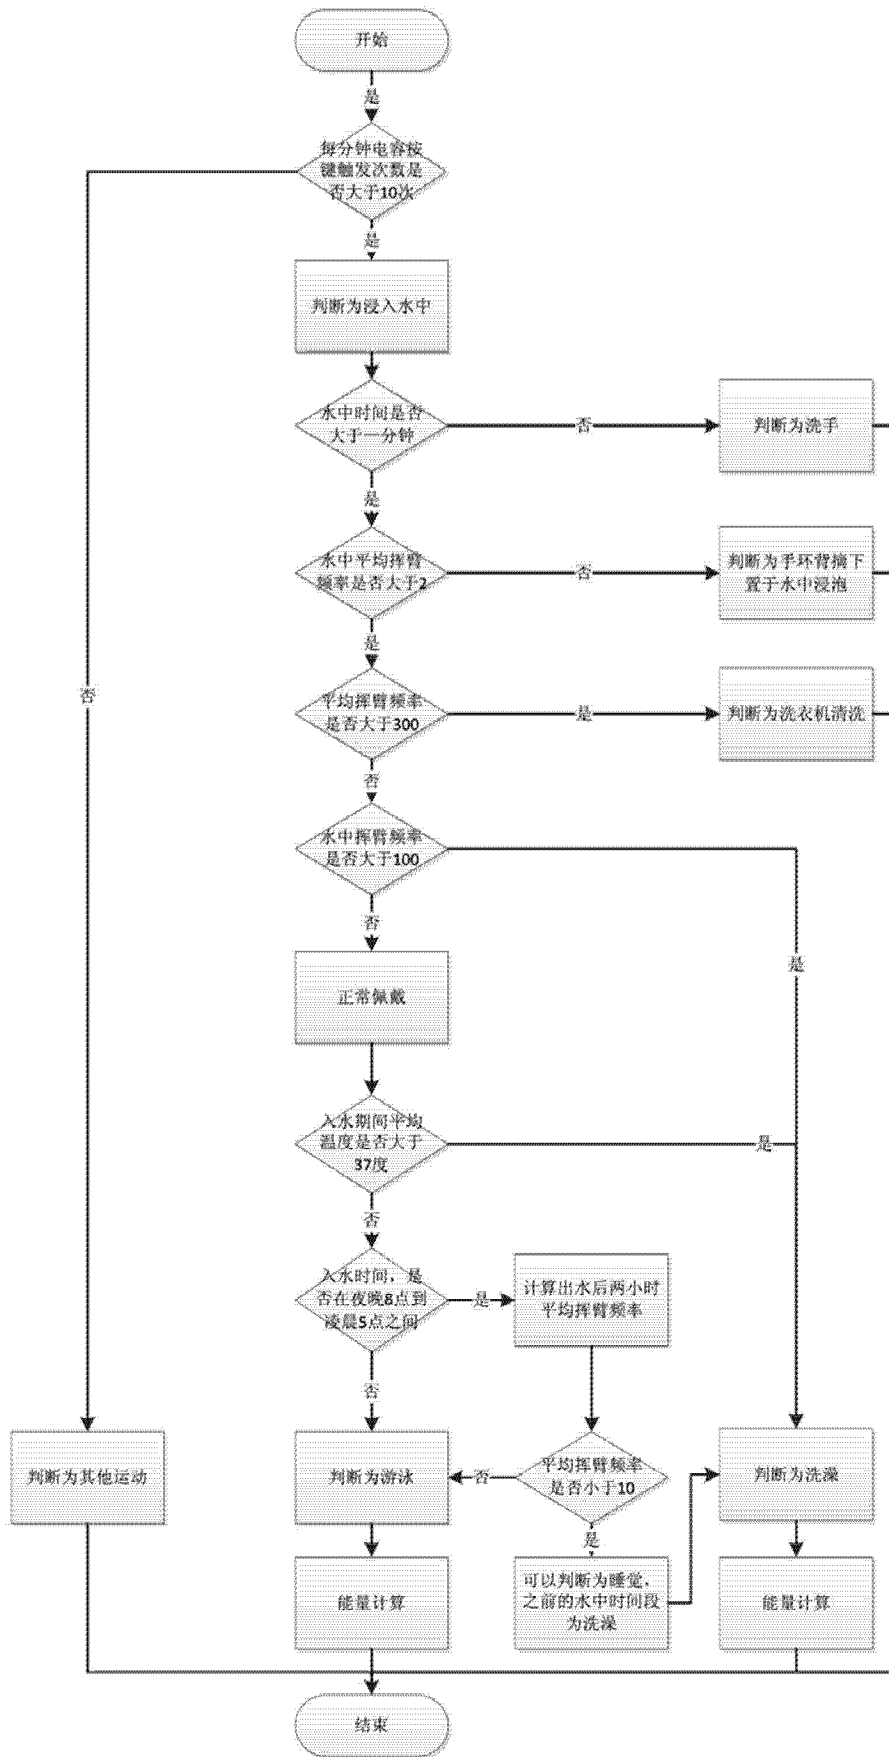 开始
是
每分钟电容按
键触发次数是
否大于10次
是
判断为浸入水中
水中时间是否
大于一分钟
否
判断为洗手
是
水中平均挥臂
频率是否大于2
否
判断为手环背摘下
置于水中浸泡
是
否
平均挥臂频率
是否大于300
是
判断为洗衣机清洗
否
水中挥臂频率
是否大于100
否
是
正常佩戴
入水期间平均
温度是否大于
37度
是
否
入水时间，是
否在夜晚8点到
凌晨5点之间
是
计算出水后两小时
平均挥臂频率
否
判断为其他运动
判断为游泳
否
平均挥臂频率
是否小于10
判断为洗澡
是
能量计算
可以判断为睡觉，
之前的水中时间段
为洗澡
能量计算
结束